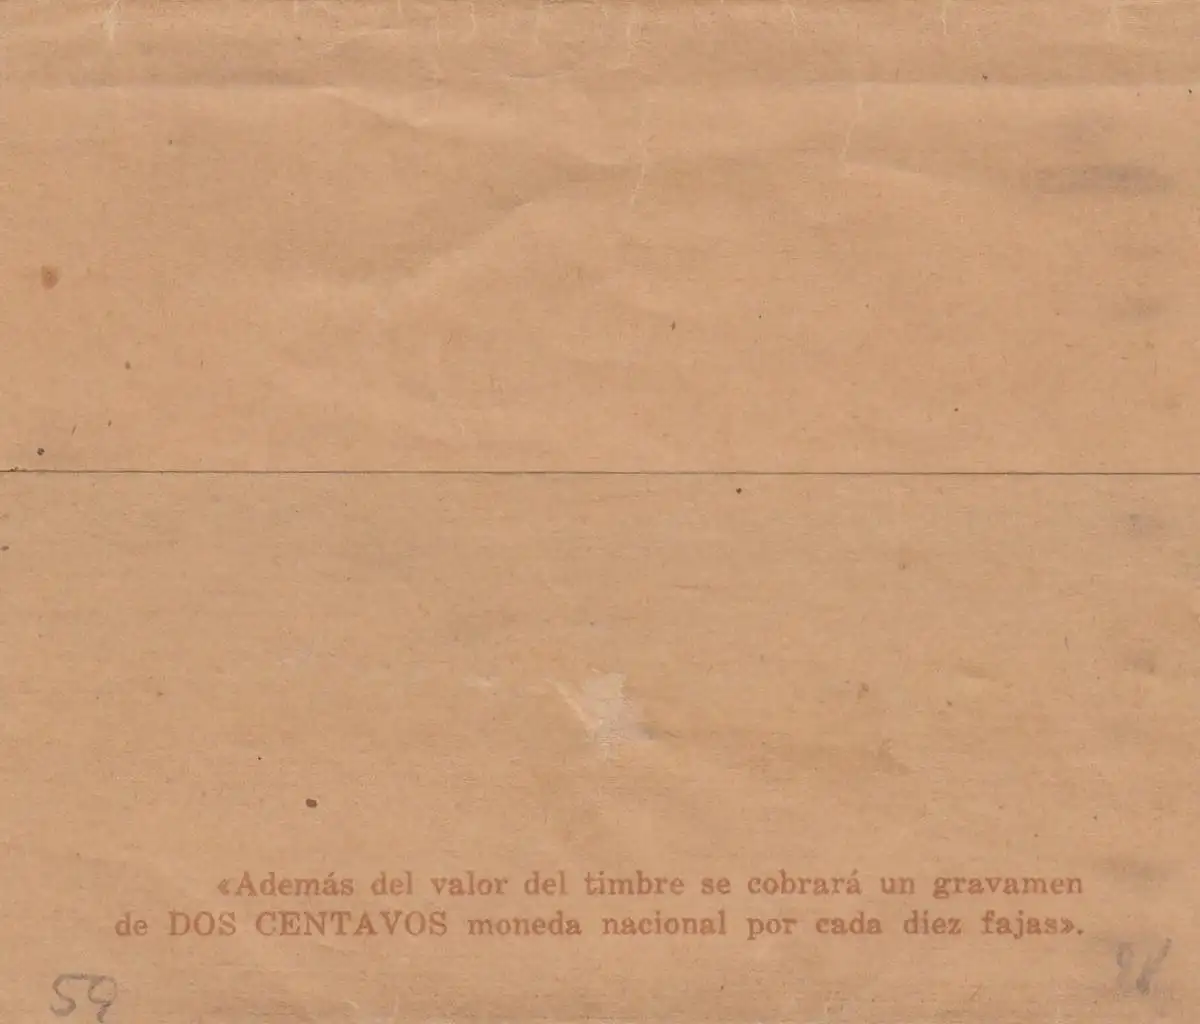 «Además del valor del timbre se cobrará un gravamen
de DOS CENTAVOS moneda nacional por cada diez fajas».
59